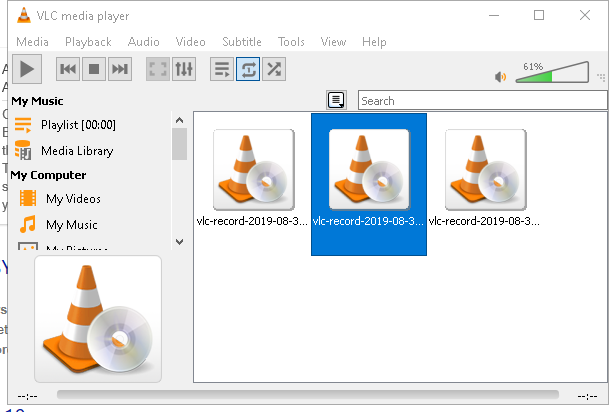 VLC media player
Media Playback Audio Video Subtitle Tools View Help
61%
My Music
Search
Playlist [00:00]
Media Library
My Computer
My Videos
My Music
My Pictures
vlc-record-2019-08-3... vlc-record-2019-08-3... vlc-record-2019-08-3...
--:-- --:--